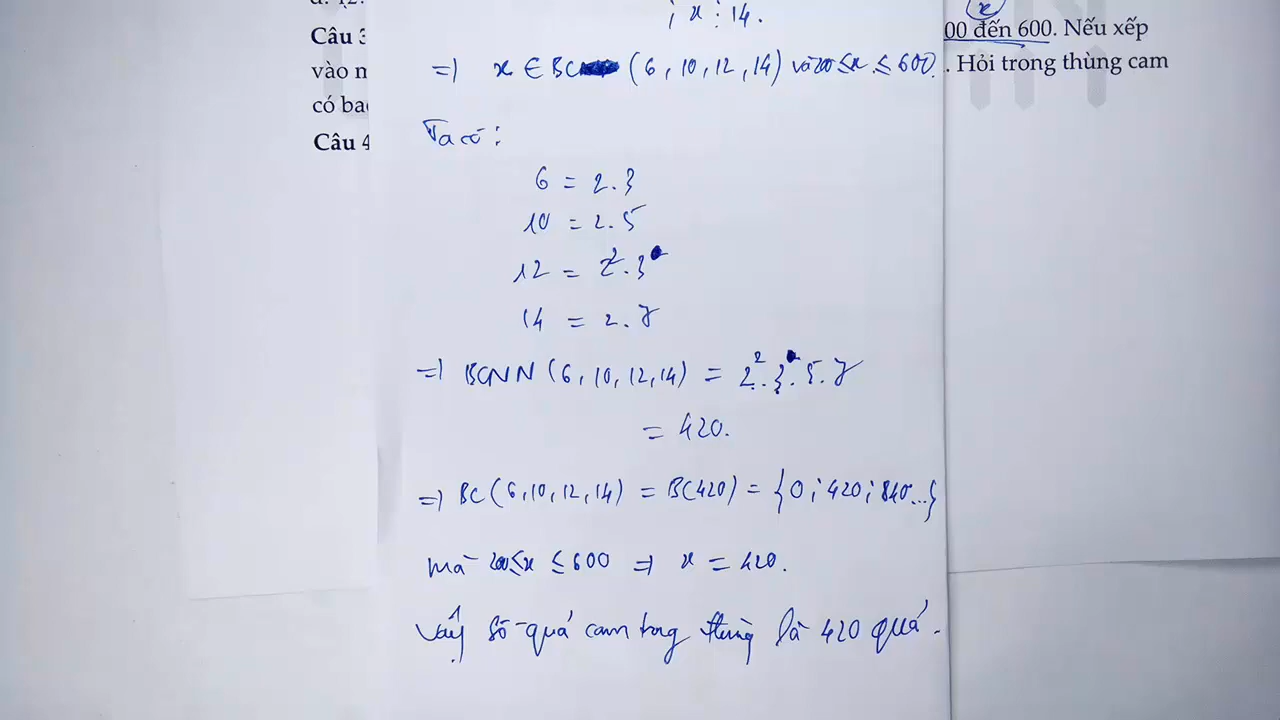 ; x ⋮ 14.
Câu 3
00 đến 600. Nếu xếp
vào m
. Hỏi trong thùng cam
có bao
Câu 4
=) x ∈ BC (6, 10, 12, 14) và 200 ≤ x ≤ 600.
Ta có:
6 = 2.3
10 = 2.5
12 = 2².3
14 = 2.7
=) BCNN (6, 10, 12, 14) = 2².3.5.7
= 420.
=) BC (6, 10, 12, 14) = B(420) = {0; 420; 840...}
mà 200 ≤ x ≤ 600 => x = 420.
Vậy số quả cam trong thùng là 420 quả.